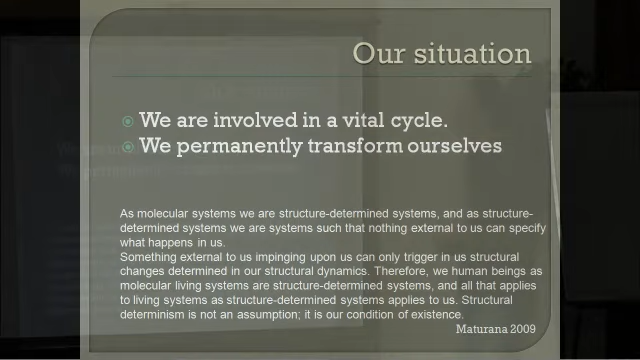 Our situation
We are involved in a vital cycle.
We permanently transform ourselves
As molecular systems we are structure-determined systems, and as structure-
determined systems we are systems such that nothing external to us can specify
what happens in us.
Something external to us impinging upon us can only trigger in us structural
changes determined in our structural dynamics. Therefore, we human beings as
molecular living systems are structure-determined systems, and all that applies
to living systems as structure-determined systems applies to us. Structural
determinism is not an assumption; it is our condition of existence.
Maturana 2009